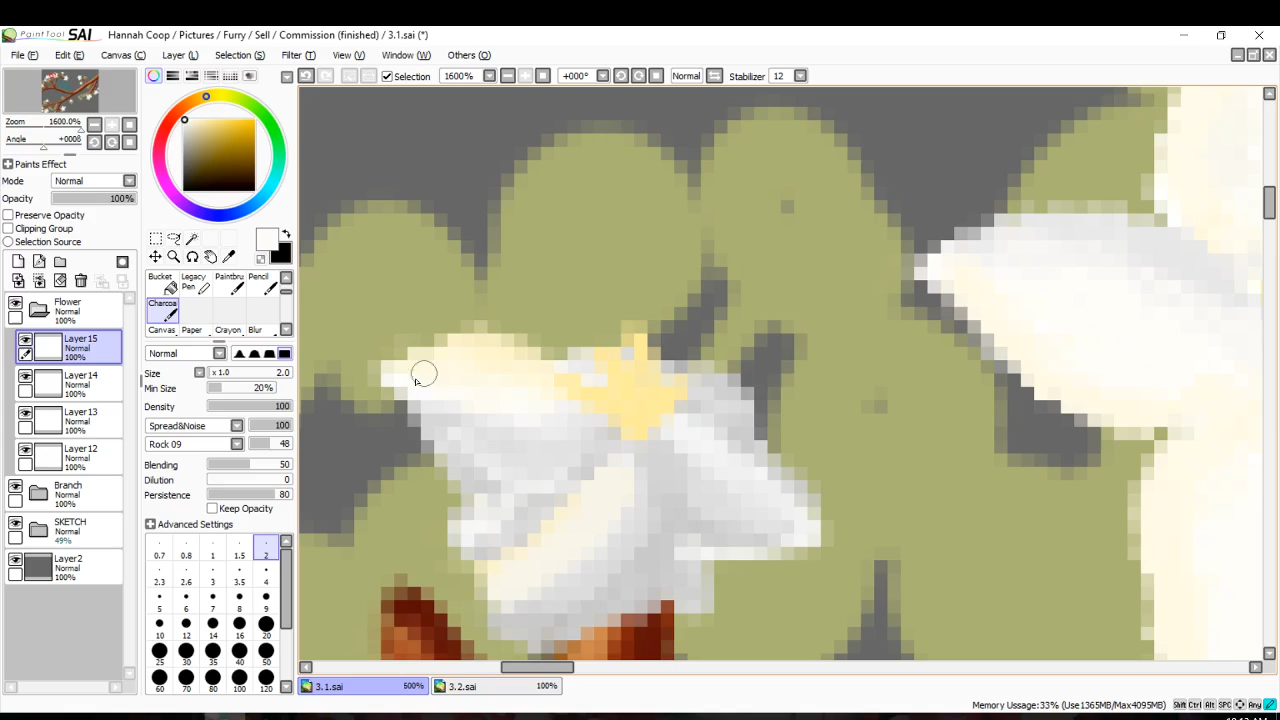 PaintTool SAI Hannah Coop / Pictures / Furry / Sell / Commission (finished) / 3.1.sai (*)
File (F) Edit (E) Canvas (C) Layer (L) Selection (S) Filter (T) View (V) Window (W) Others (O)
Selection 1600% +000° Normal Stabilizer 12
Zoom 1600.0%
Angle
Paints Effect
Mode Normal
Opacity 100%
Preserve Opacity
Clipping Group
Selection Source
Flower
Normal
100%
Layer15
Normal
100%
Layer14
Normal
100%
Layer13
Normal
100%
Layer12
Normal
100%
Branch
Normal
100%
SKETCH
Normal
49%
Layer2
Normal
100%
Bucket Legacy Pen Paintbru Pencil
Charcoa
Canvas Paper Crayon Blur
Normal
Size x 1.0 2.0
Min Size 20%
Density 100
Spread&Noise 100
Rock 09 48
Blending 50
Dilution 0
Persistence 80
Keep Opacity
Advanced Settings
0.7 0.8 1 1.5 2
2.3 2.6 3 3.5 4
5 6 7 8 9
10 12 14 16 20
25 30 35 40 50
60 70 80 100 120
3.1.sai 500% 3.2.sai 100%
Memory Usage:33% (Use1365MB/Max4095MB) Shift Ctrl Alt SPC Any